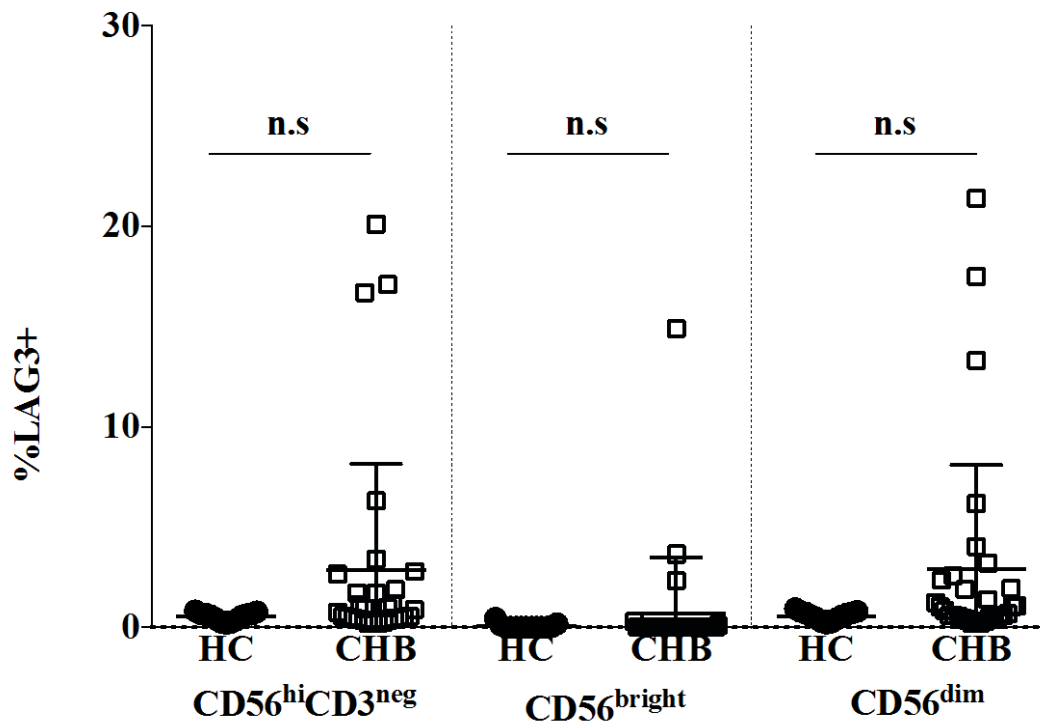 %LAG3+
30
20
10
0
n.s n.s n.s
HC CHB HC CHB HC CHB
CD56hiCD3neg CD56bright CD56dim